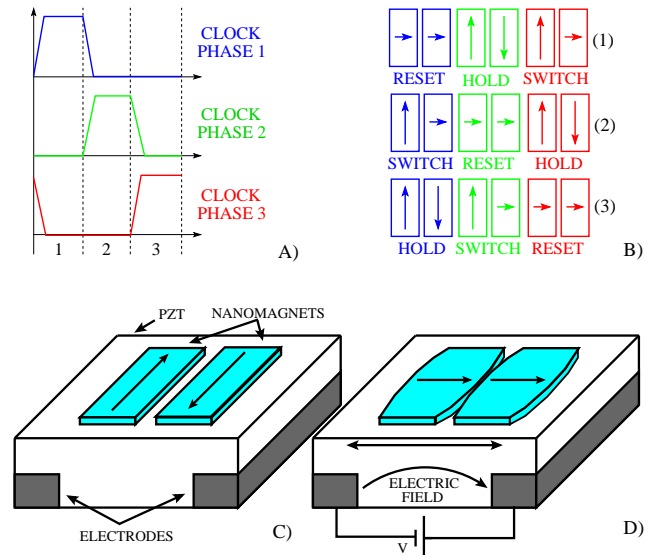 CLOCK
PHASE 1
CLOCK
PHASE 2
CLOCK
PHASE 3
1 2 3
A)
(1)
RESET HOLD SWITCH
(2)
SWITCH RESET HOLD
(3)
HOLD SWITCH RESET
B)
PZT NANOMAGNETS
ELECTRODES
C)
ELECTRIC
FIELD
V
D)